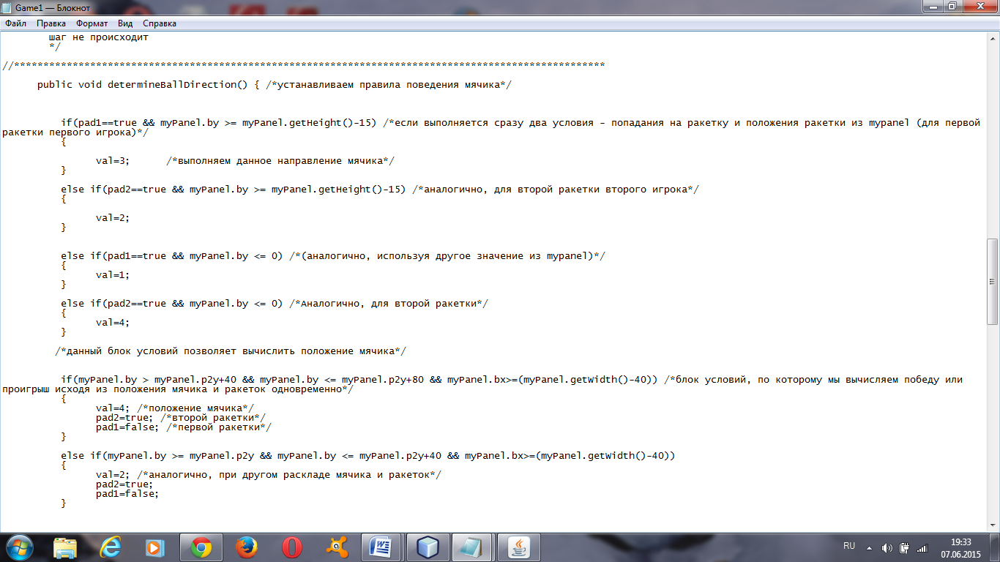 Game1 — Блокнот
Файл Правка Формат Вид Справка
шаг не происходит
*/
//*****************************************************************************************************
public void determineBallDirection() { /*устанавливаем правила поведения мячика*/
if(pad1==true && myPanel.by >= myPanel.getHeight()-15) /*если выполняется сразу два условия - попадания на ракетку и положения ракетки из mypanel (для первой
ракетки первого игрока)*/
{
val=3; /*выполняем данное направление мячика*/
}
else if(pad2==true && myPanel.by >= myPanel.getHeight()-15) /*аналогично, для второй ракетки второго игрока*/
{
val=2;
}
else if(pad1==true && myPanel.by <= 0) /*(аналогично, используя другое значение из mypanel)*/
{
val=1;
}
else if(pad2==true && myPanel.by <= 0) /*Аналогично, для второй ракетки*/
{
val=4;
}
/*данный блок условий позволяет вычислить положение мячика*/
if(myPanel.by > myPanel.p2y+40 && myPanel.by <= myPanel.p2y+80 && myPanel.bx>=(myPanel.getWidth()-40)) /*блок условий, по которому мы вычисляем победу или
проигрыш исходя из положения мячика и ракеток одновременно*/
{
val=4; /*положение мячика*/
pad2=true; /*второй ракетки*/
pad1=false; /*первой ракетки*/
}
else if(myPanel.by >= myPanel.p2y && myPanel.by <= myPanel.p2y+40 && myPanel.bx>=(myPanel.getWidth()-40))
{
val=2; /*аналогично, при другом раскладе мячика и ракеток*/
pad2=true;
pad1=false;
}
RU
19:33
07.06.2015